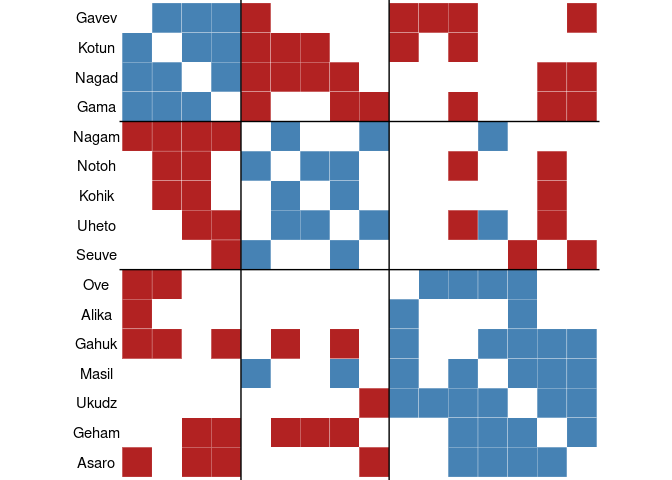 Gavev
Kotun
Nagad
Gama
Nagam
Notoh
Kohik
Uheto
Seuve
Ove
Alika
Gahuk
Masil
Ukudz
Geham
Asaro